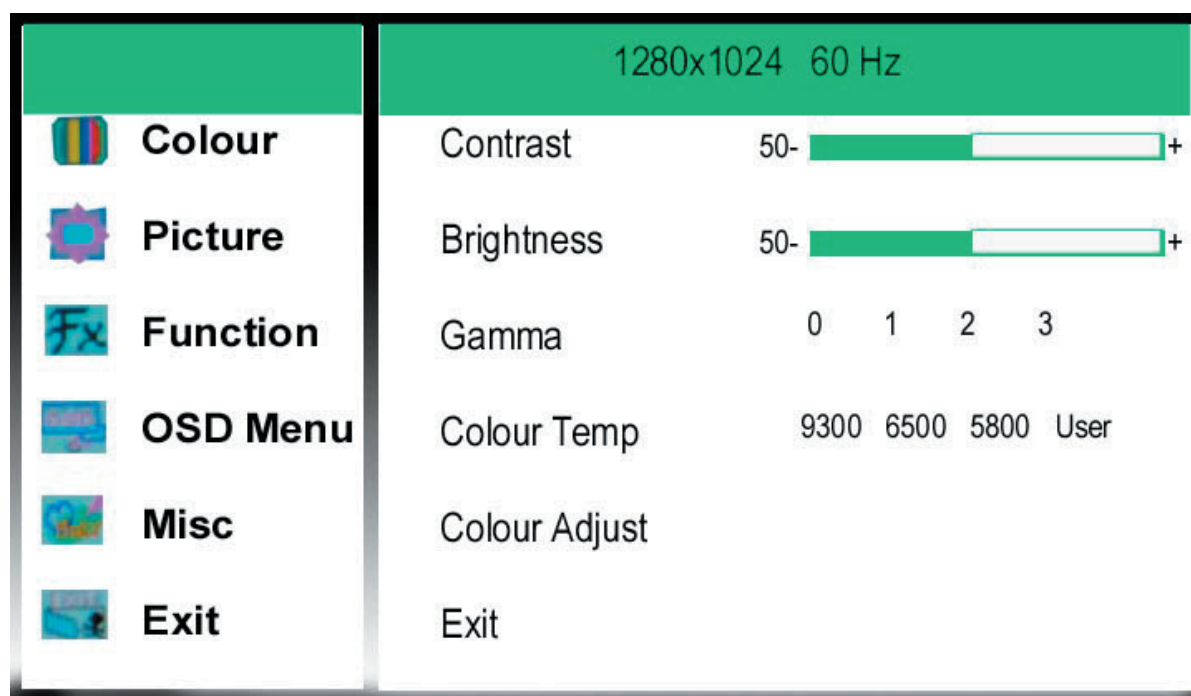 1280x1024 60 Hz
Colour
Contrast 50- +
Picture
Brightness 50- +
Function
Gamma 0 1 2 3
OSD Menu
Colour Temp 9300 6500 5800 User
Misc
Colour Adjust
Exit
Exit
Fx